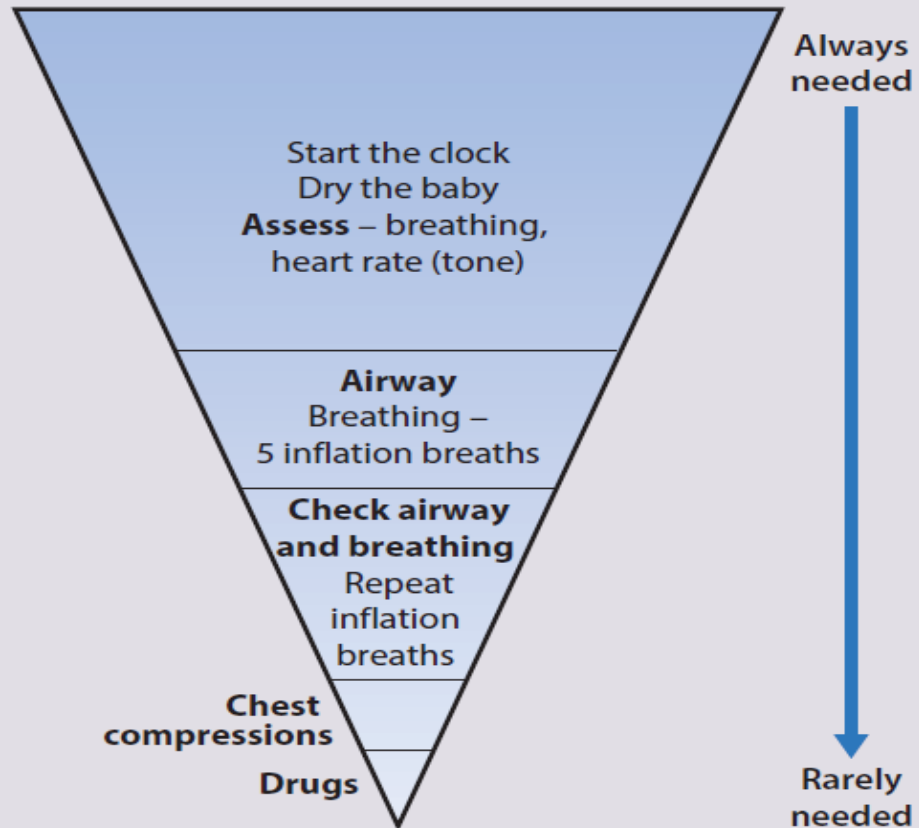 Always
needed
Start the clock
Dry the baby
Assess – breathing,
heart rate (tone)
Airway
Breathing –
5 inflation breaths
Check airway
and breathing
Repeat
inflation
breaths
Chest
compressions
Drugs
Rarely
needed